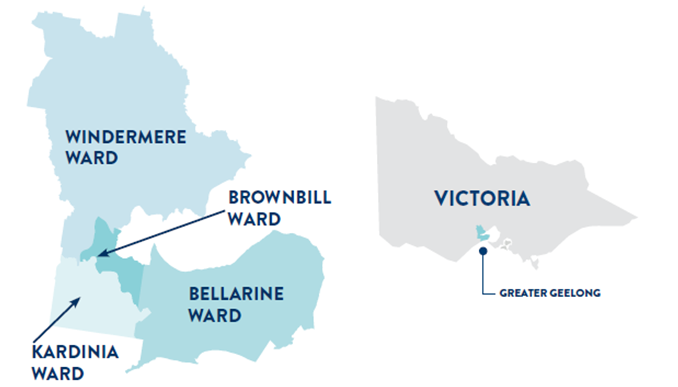 WINDERMERE
WARD
BROWNBILL
WARD
BELLARINE
WARD
KARDINIA
WARD
VICTORIA
GREATER GEELONG